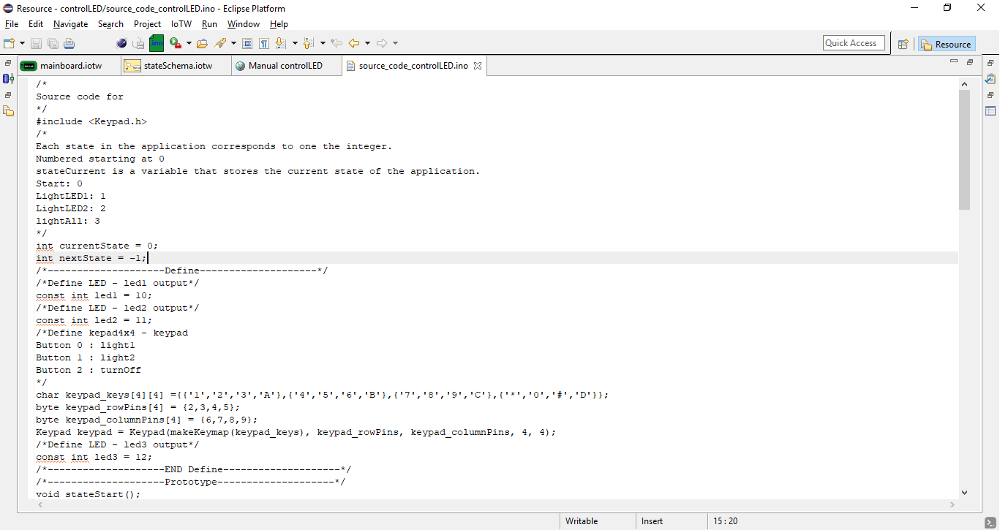 Resource - controlLED/source_code_controlLED.ino - Eclipse Platform
File Edit Navigate Search Project IoTW Run Window Help
.ino
Quick Access
Resource
mainboard.iotw
stateSchema.iotw
Manual controlLED
source_code_controlLED.ino
/*
Source code for
*/
#include <Keypad.h>
/*
Each state in the application corresponds to one the integer.
Numbered starting at 0
stateCurrent is a variable that stores the current state of the application.
Start: 0
LightLED1: 1
LightLED2: 2
lightAll: 3
*/
int currentState = 0;
int nextState = -1;
/*--------------------Define--------------------*/
/*Define LED - led1 output*/
const int led1 = 10;
/*Define LED - led2 output*/
const int led2 = 11;
/*Define kepad4x4 - keypad
Button 0 : light1
Button 1 : light2
Button 2 : turnOff
*/
char keypad_keys[4][4] ={{'1','2','3','A'},{'4','5','6','B'},{'7','8','9','C'},{'*','0','#','D'}};
byte keypad_rowPins[4] = {2,3,4,5};
byte keypad_columnPins[4] = {6,7,8,9};
Keypad keypad = Keypad(makeKeymap(keypad_keys), keypad_rowPins, keypad_columnPins, 4, 4);
/*Define LED - led3 output*/
const int led3 = 12;
/*--------------------END Define--------------------*/
/*--------------------Prototype--------------------*/
void stateStart();
Writable
Insert
15 : 20